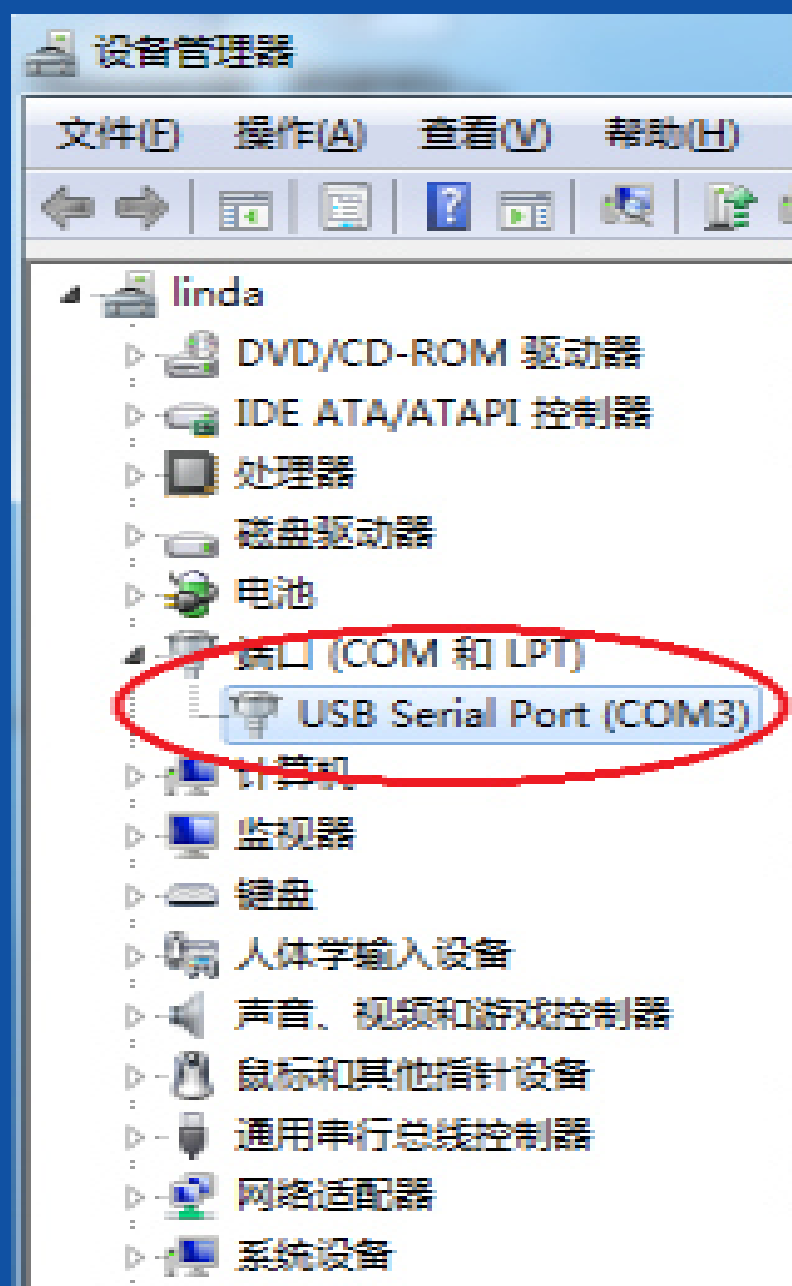 设备管理器
文件(F) 操作(A) 查看(V) 帮助(H)
linda
DVD/CD-ROM 驱动器
IDE ATA/ATAPI 控制器
处理器
磁盘驱动器
电池
端口 (COM 和 LPT)
USB Serial Port (COM3)
计算机
监视器
键盘
人体学输入设备
声音、视频和游戏控制器
鼠标和其他指针设备
通用串行总线控制器
网络适配器
系统设备